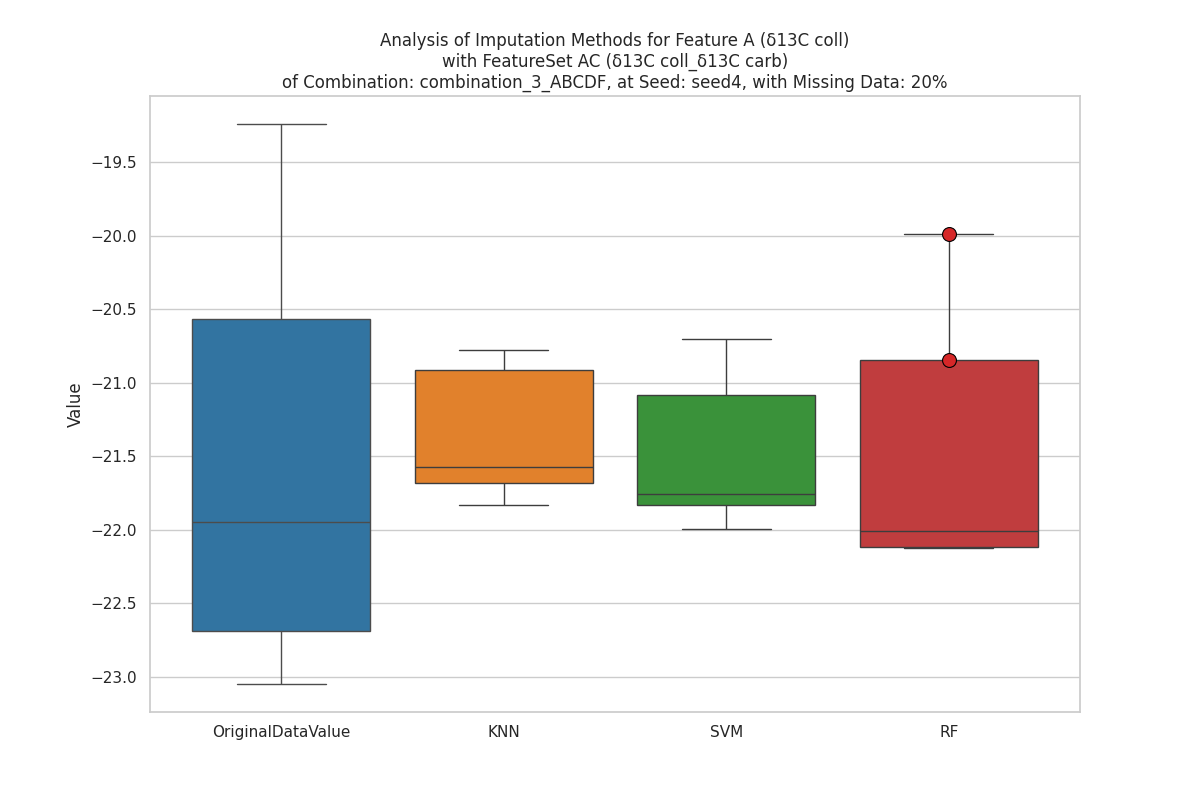 Analysis of Imputation Methods for Feature A (δ13C coll)
with FeatureSet AC (δ13C coll_δ13C carb)
of Combination: combination_3_ABCDF, at Seed: seed4, with Missing Data: 20%
Value
−19.5
−20.0
−20.5
−21.0
−21.5
−22.0
−22.5
−23.0
OriginalDataValue
KNN
SVM
RF